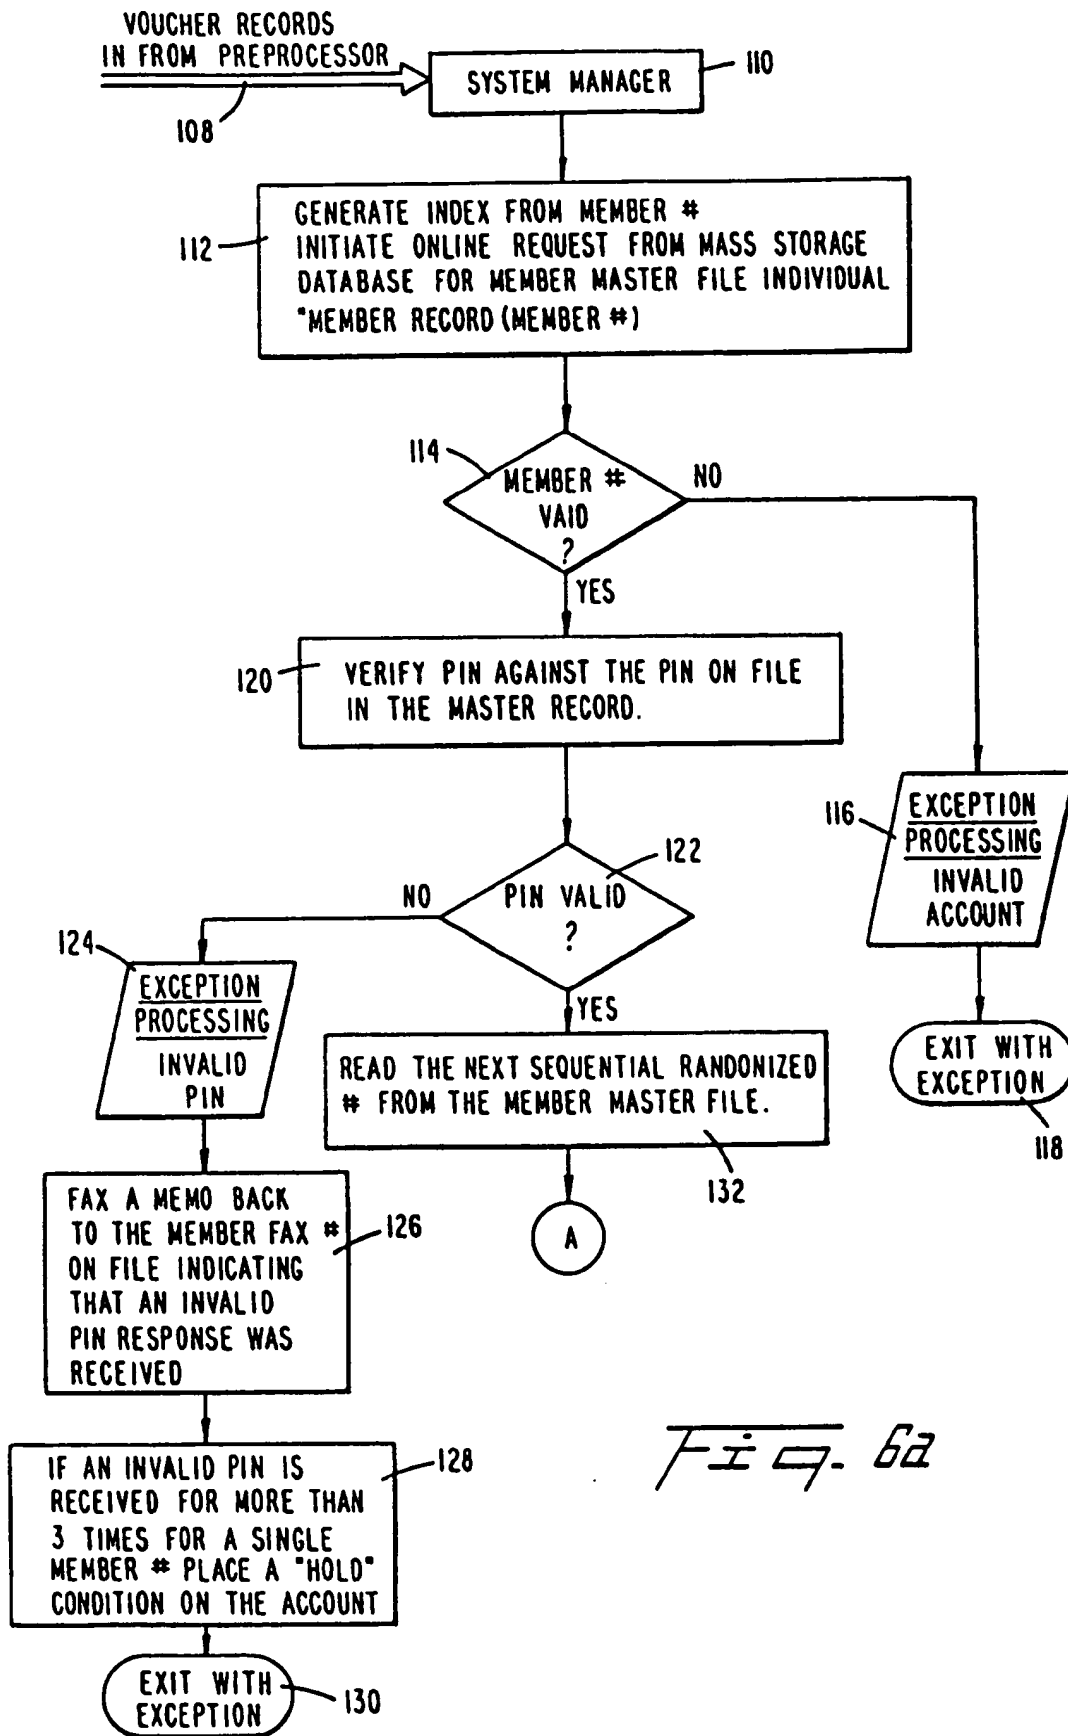 VOUCHER RECORDS
IN FROM PREPROCESSOR
108
SYSTEM MANAGER
110
112
GENERATE INDEX FROM MEMBER #
INITIATE ONLINE REQUEST FROM MASS STORAGE
DATABASE FOR MEMBER MASTER FILE INDIVIDUAL
"MEMBER RECORD (MEMBER #)
114
MEMBER #
VAID
?
NO
YES
120
VERIFY PIN AGAINST THE PIN ON FILE
IN THE MASTER RECORD.
116
EXCEPTION
PROCESSING
INVALID
ACCOUNT
122
PIN VALID
?
NO
YES
124
EXCEPTION
PROCESSING
INVALID
PIN
READ THE NEXT SEQUENTIAL RANDONIZED
# FROM THE MEMBER MASTER FILE.
132
EXIT WITH
EXCEPTION
118
A
FAX A MEMO BACK
TO THE MEMBER FAX #
ON FILE INDICATING
THAT AN INVALID
PIN RESPONSE WAS
RECEIVED
126
IF AN INVALID PIN IS
RECEIVED FOR MORE THAN
3 TIMES FOR A SINGLE
MEMBER # PLACE A "HOLD"
CONDITION ON THE ACCOUNT
128
EXIT WITH
EXCEPTION
130
Fig. 6a